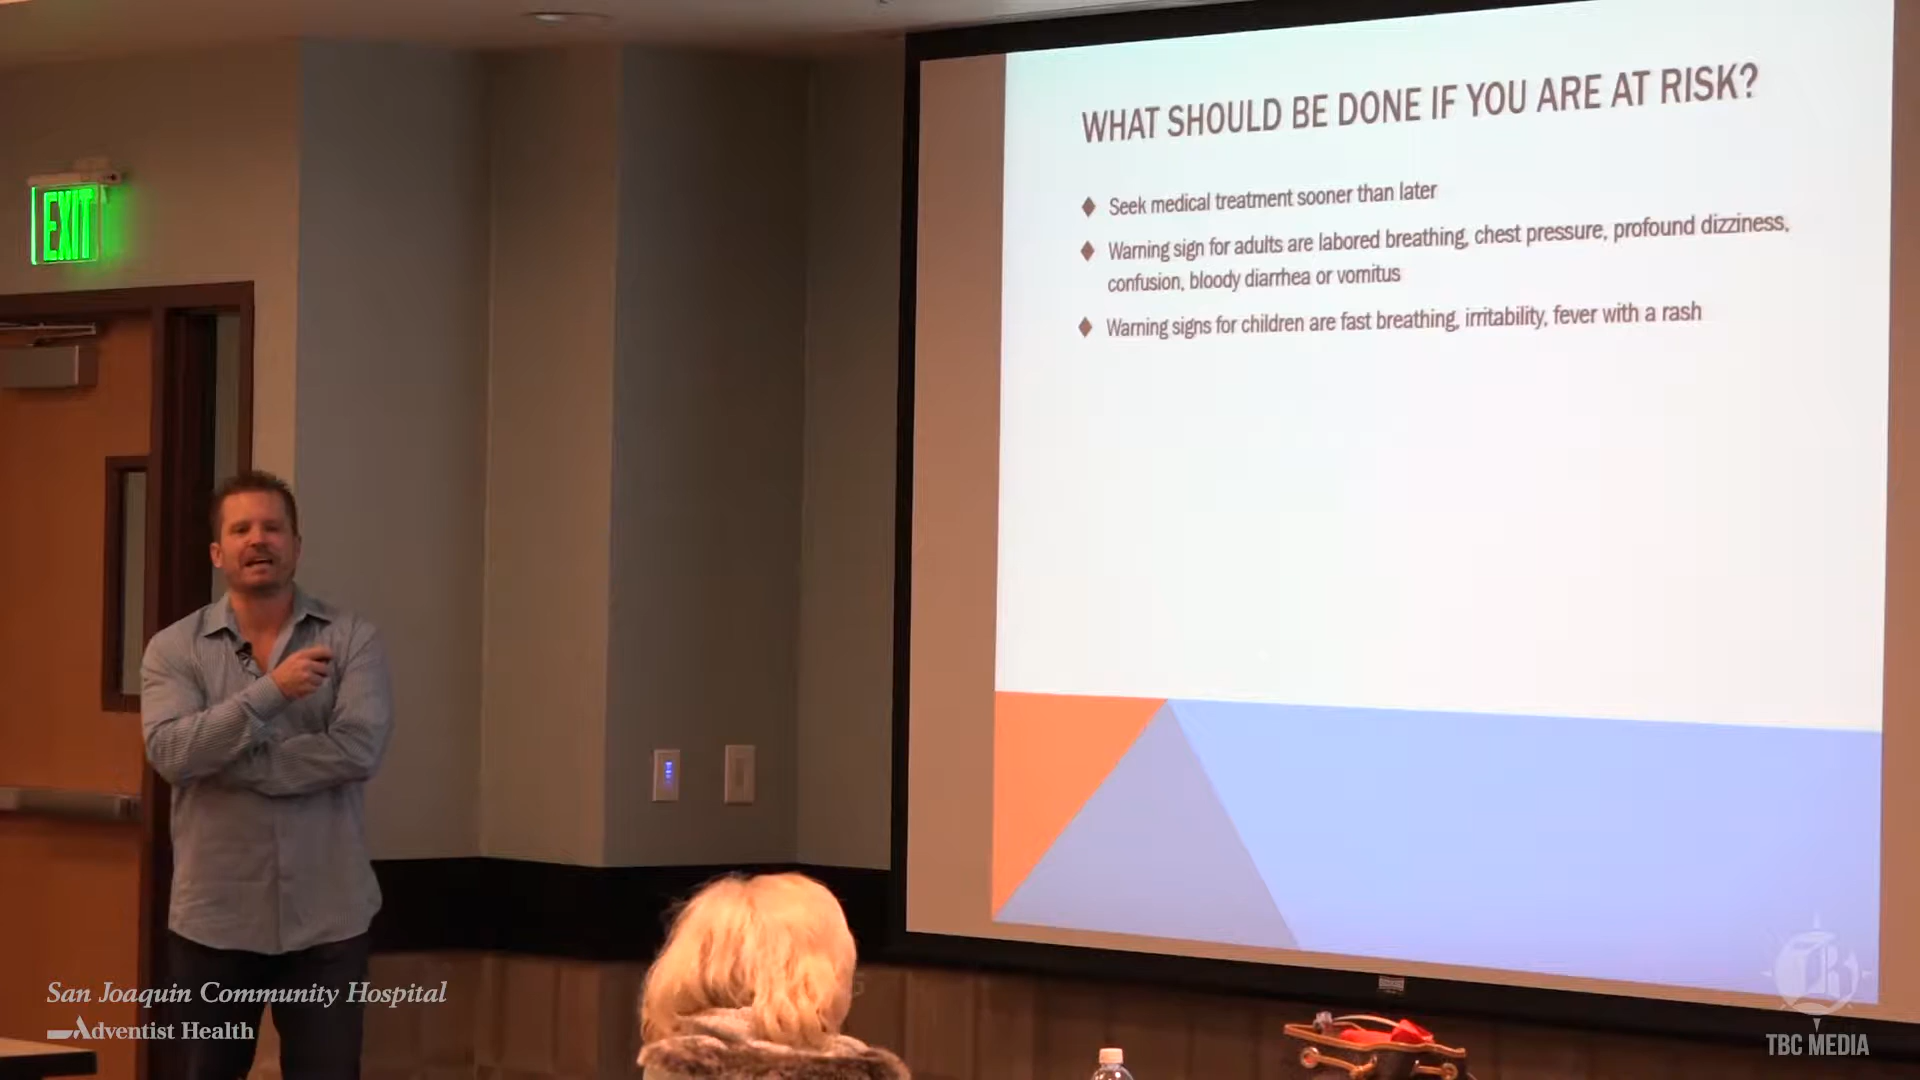 EXIT
WHAT SHOULD BE DONE IF YOU ARE AT RISK?
Seek medical treatment sooner than later
Warning sign for adults are labored breathing, chest pressure, profound dizziness,
confusion, bloody diarrhea or vomitus
Warning signs for children are fast breathing, irritability, fever with a rash
San Joaquin Community Hospital
Adventist Health
TBC MEDIA